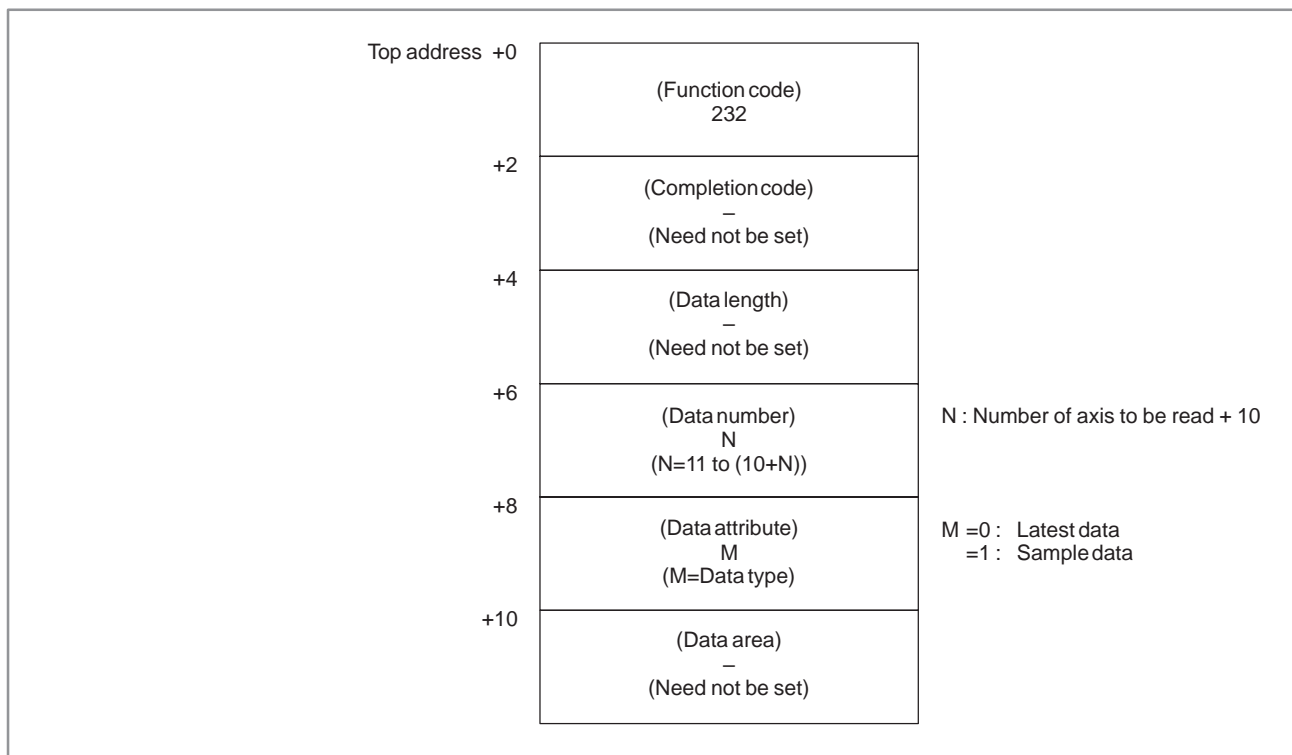 Top address +0
(Function code)
232
+2
(Completion code)
–
(Need not be set)
+4
(Data length)
–
(Need not be set)
+6
(Data number)
N
(N=11 to (10+N))
N : Number of axis to be read + 10
+8
(Data attribute)
M
(M=Data type)
M =0 : Latest data
=1 : Sample data
+10
(Data area)
–
(Need not be set)